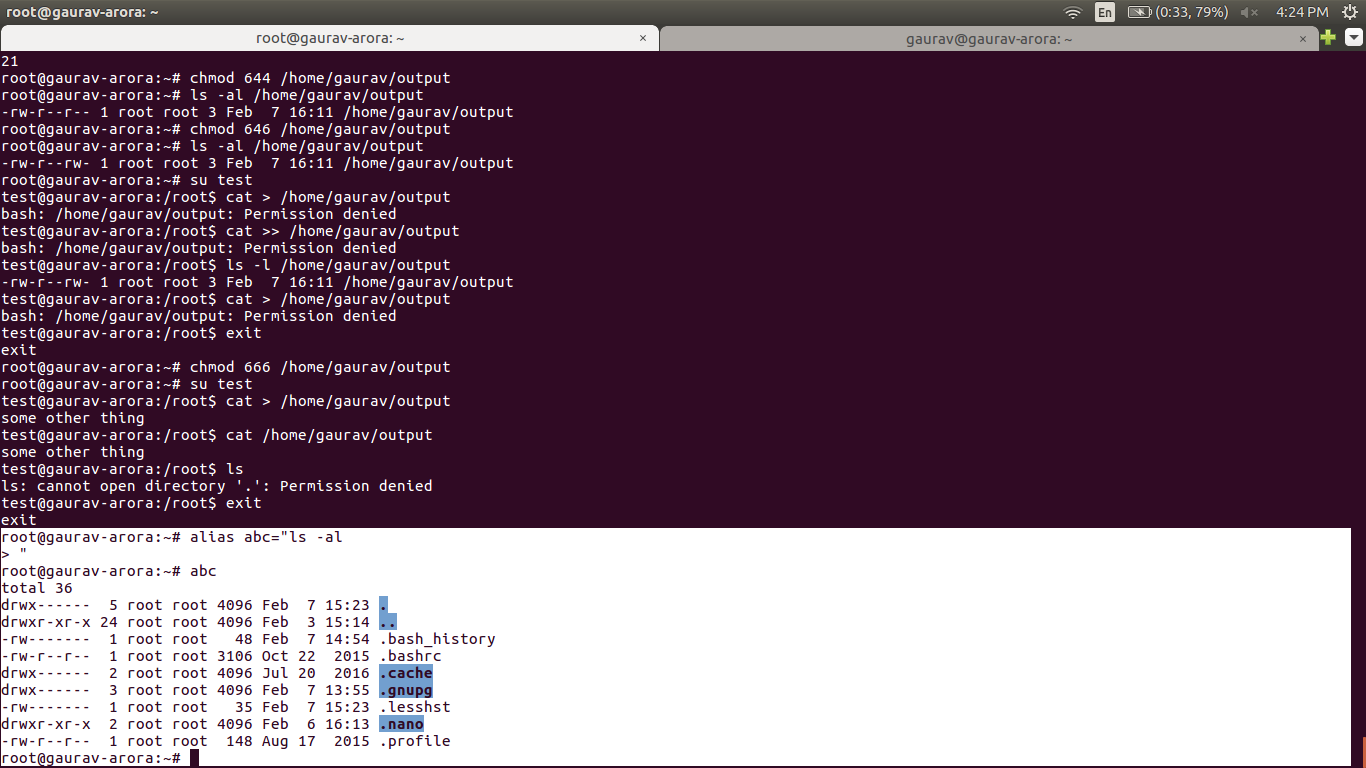 root@gaurav-arora: ~
En (0:33, 79%) 4:24 PM
root@gaurav-arora: ~ × gaurav@gaurav-arora: ~ ×
21
root@gaurav-arora:~# chmod 644 /home/gaurav/output
root@gaurav-arora:~# ls -al /home/gaurav/output
-rw-r--r-- 1 root root 3 Feb  7 16:11 /home/gaurav/output
root@gaurav-arora:~# chmod 646 /home/gaurav/output
root@gaurav-arora:~# ls -al /home/gaurav/output
-rw-r--rw- 1 root root 3 Feb  7 16:11 /home/gaurav/output
root@gaurav-arora:~# su test
test@gaurav-arora:/root$ cat > /home/gaurav/output
bash: /home/gaurav/output: Permission denied
test@gaurav-arora:/root$ cat >> /home/gaurav/output
bash: /home/gaurav/output: Permission denied
test@gaurav-arora:/root$ ls -l /home/gaurav/output
-rw-r--rw- 1 root root 3 Feb  7 16:11 /home/gaurav/output
test@gaurav-arora:/root$ cat > /home/gaurav/output
bash: /home/gaurav/output: Permission denied
test@gaurav-arora:/root$ exit
exit
root@gaurav-arora:~# chmod 666 /home/gaurav/output
root@gaurav-arora:~# su test
test@gaurav-arora:/root$ cat > /home/gaurav/output
some other thing
test@gaurav-arora:/root$ cat /home/gaurav/output
some other thing
test@gaurav-arora:/root$ ls
ls: cannot open directory '.': Permission denied
test@gaurav-arora:/root$ exit
exit
root@gaurav-arora:~# alias abc="ls -al
> "
root@gaurav-arora:~# abc
total 36
drwx------  5 root root 4096 Feb  7 15:23 .
drwxr-xr-x 24 root root 4096 Feb  3 15:14 ..
-rw-------  1 root root   48 Feb  7 14:54 .bash_history
-rw-r--r--  1 root root 3106 Oct 22  2015 .bashrc
drwx------  2 root root 4096 Jul 20  2016 .cache
drwx------  3 root root 4096 Feb  7 13:55 .gnupg
-rw-------  1 root root   35 Feb  7 15:23 .lesshst
drwxr-xr-x  2 root root 4096 Feb  6 16:13 .nano
-rw-r--r--  1 root root  148 Aug 17  2015 .profile
root@gaurav-arora:~#